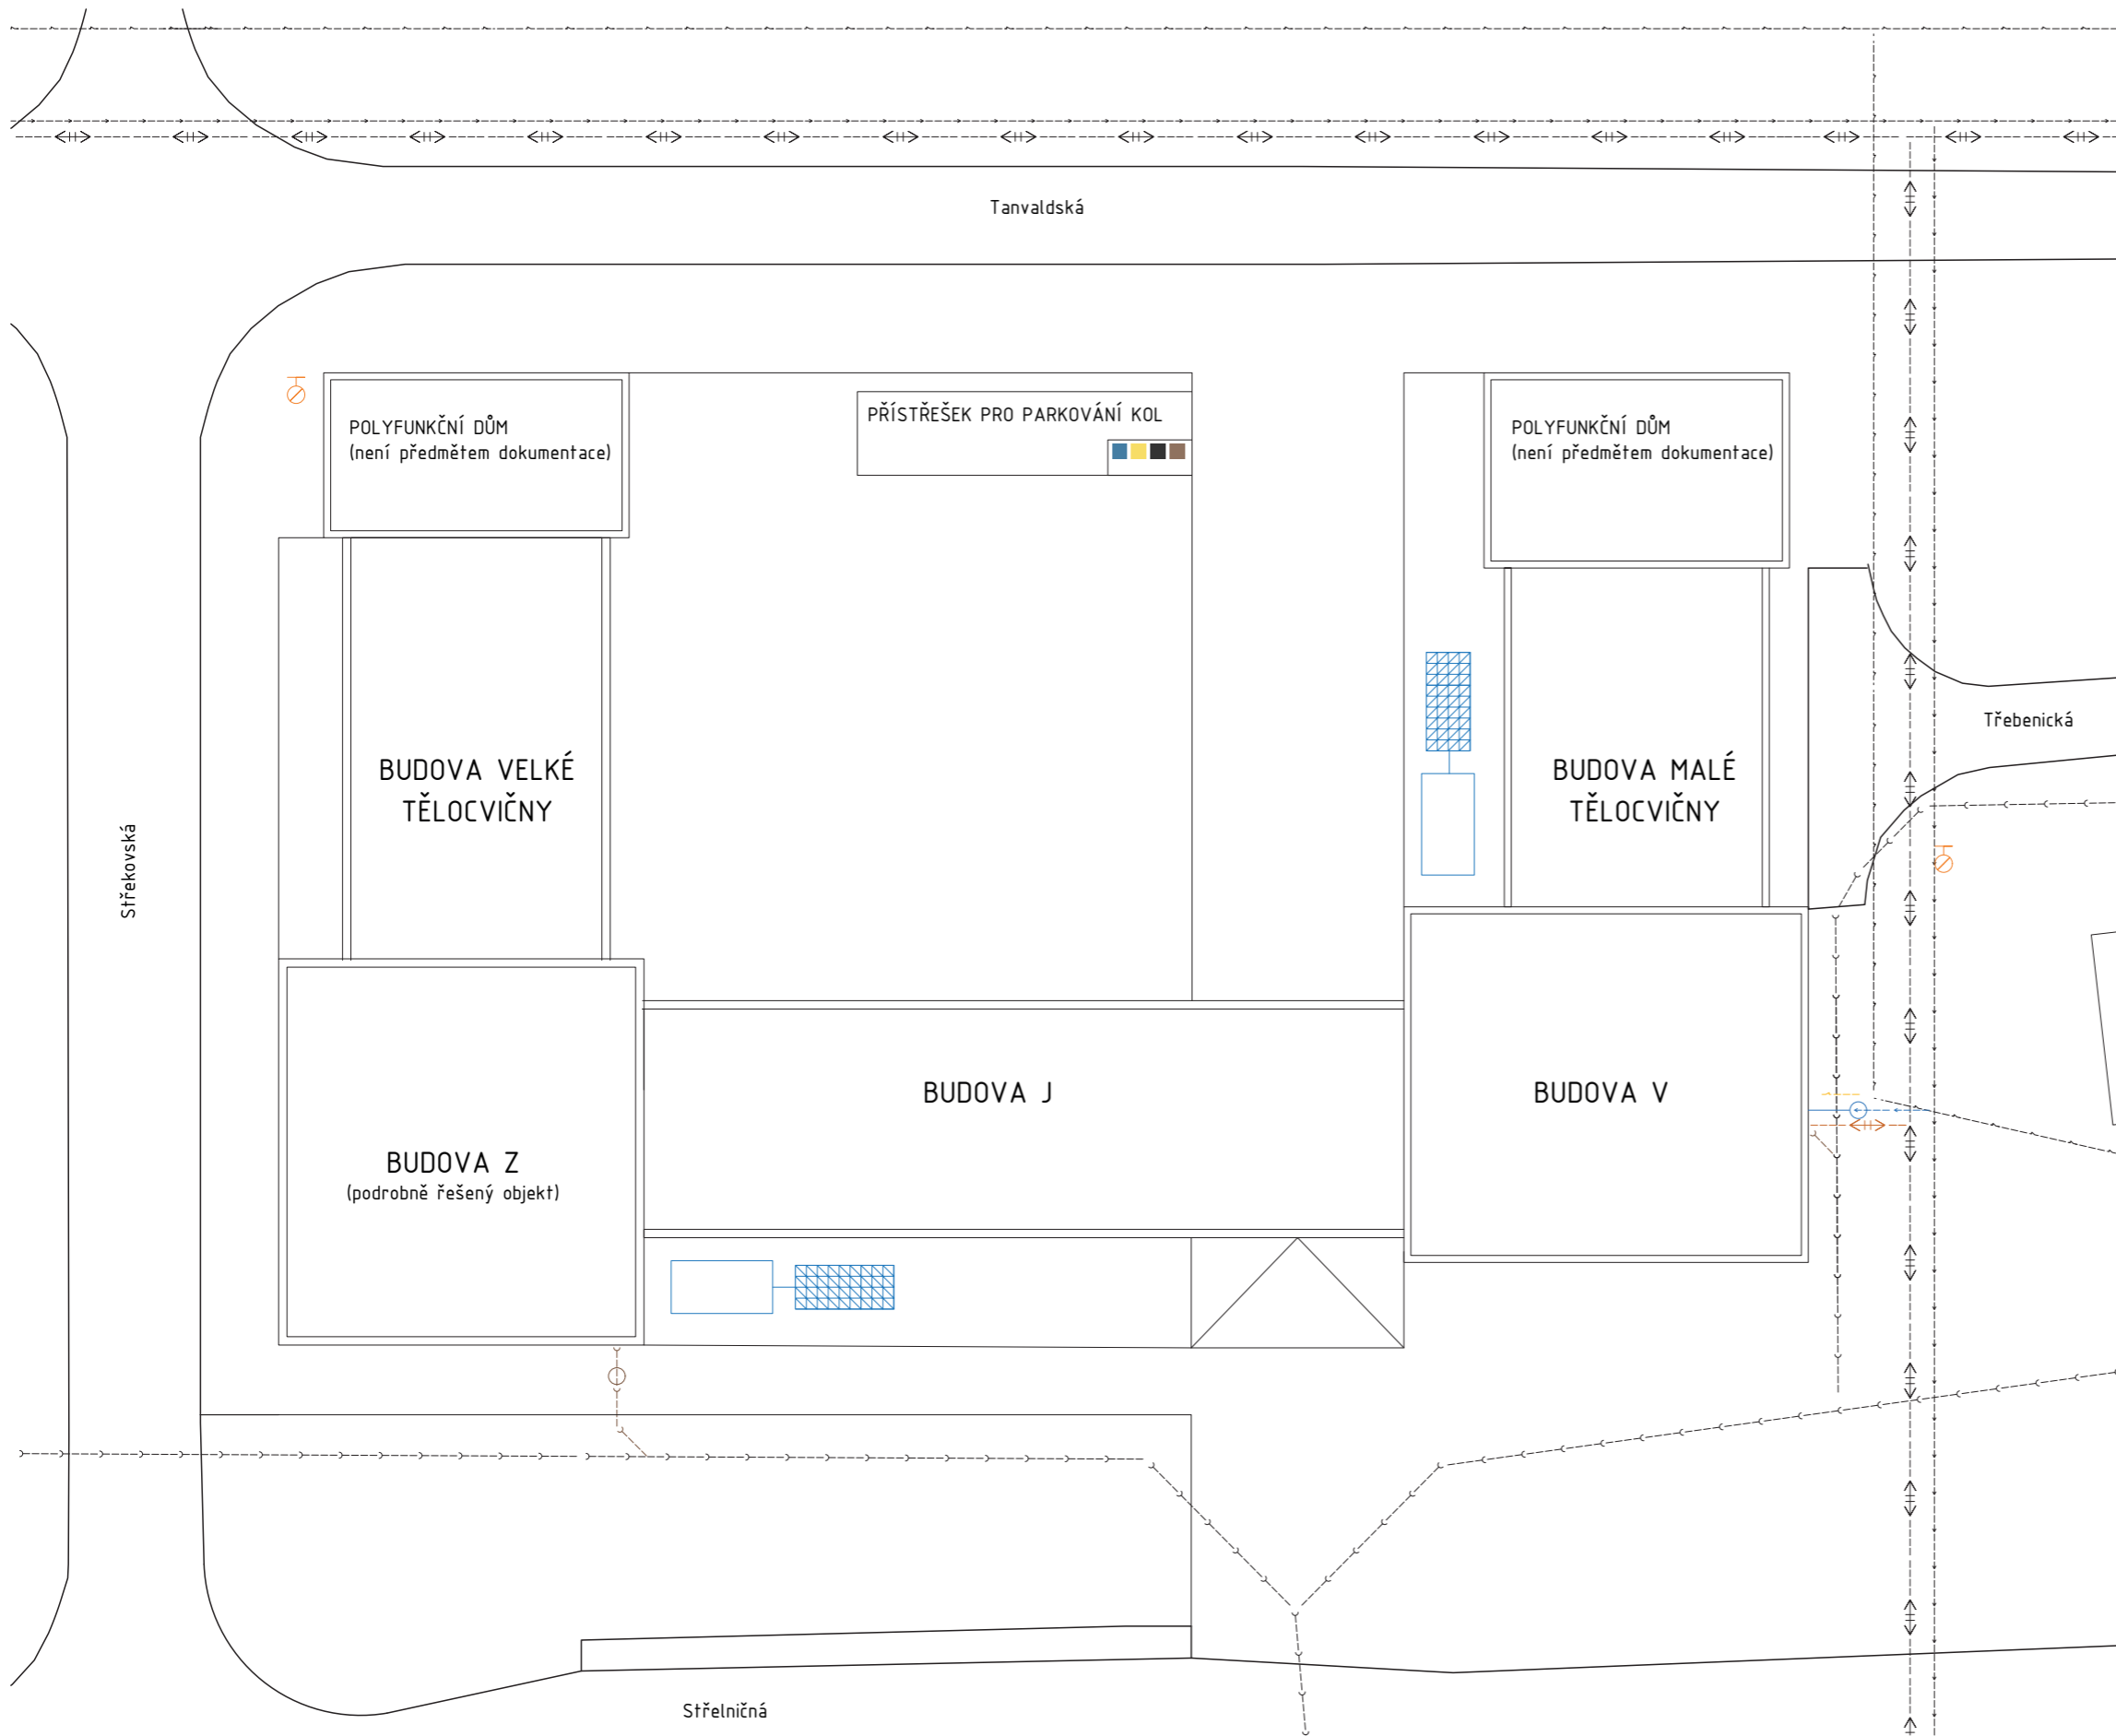 Tanvaldská
POLYFUNKČNÍ DŮM
(není předmětem dokumentace)
PŘÍSTŘEŠEK PRO PARKOVÁNÍ KOL
POLYFUNKČNÍ DŮM
(není předmětem dokumentace)
Třebenická
BUDOVA VELKÉ
TĚLOCVIČNY
BUDOVA MALÉ
TĚLOCVIČNY
Střekovská
BUDOVA J
BUDOVA V
BUDOVA Z
(podrobně řešený objekt)
Střelničná